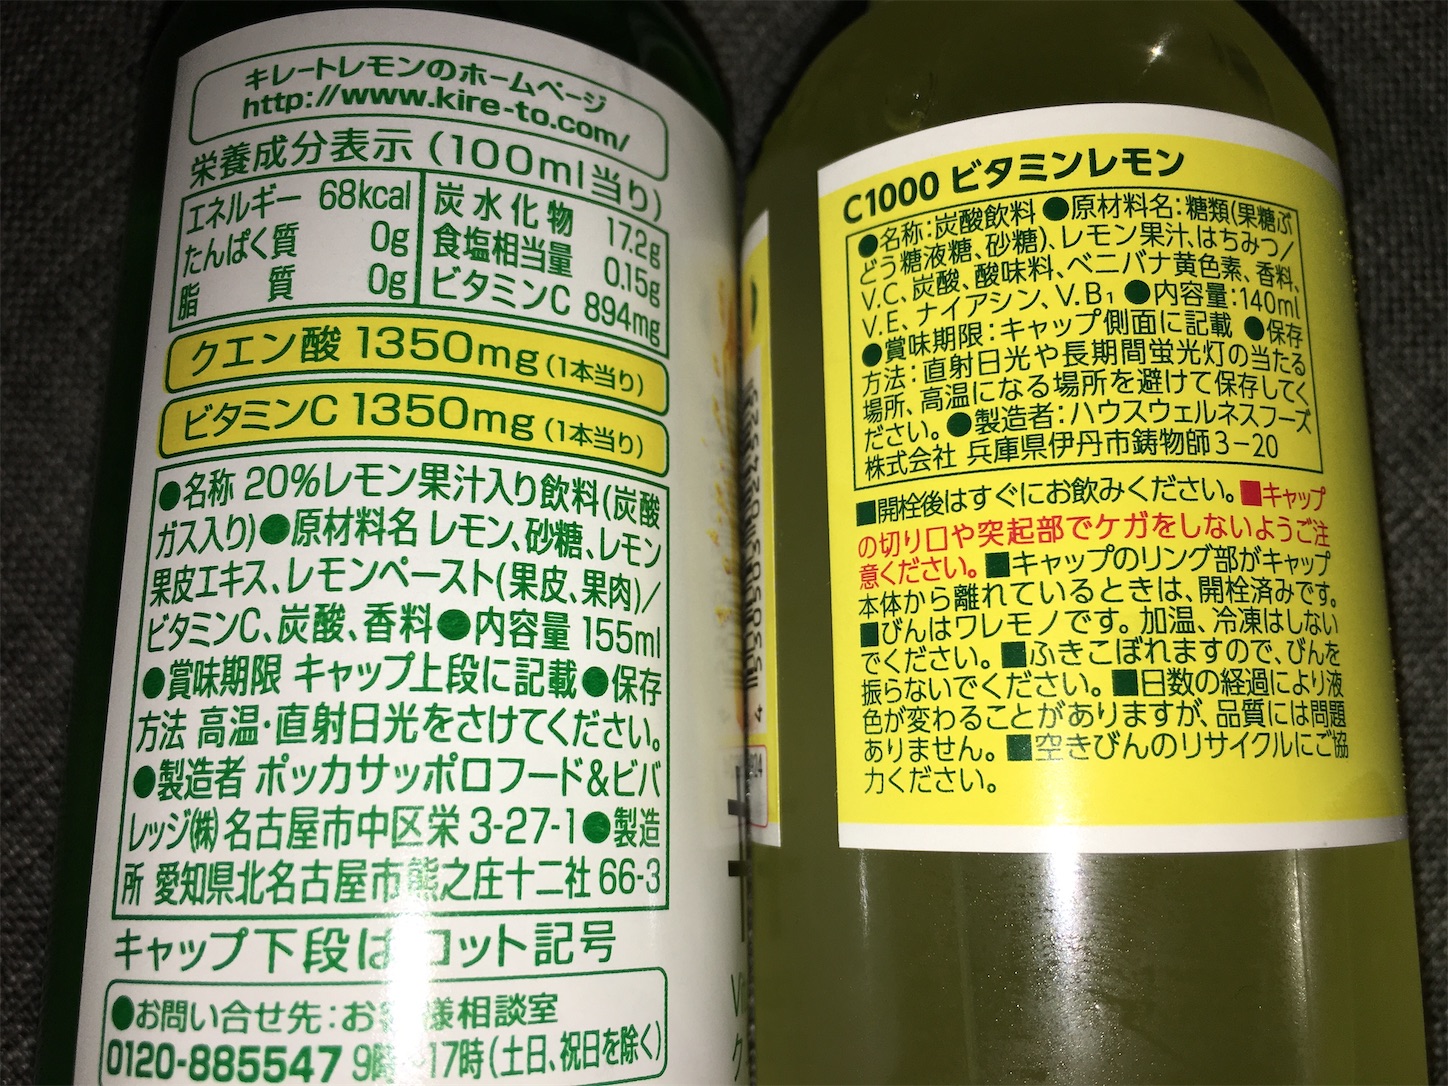 キレートレモンのホームページ
http://www.kire-to.com/
栄養成分表示(100ml当り)
エネルギー 68kcal
たんぱく質 0g
脂質 0g
炭水化物 17.2g
食塩相当量 0.15g
ビタミンC 894mg
クエン酸 1350mg(1本当り)
ビタミンC 1350mg(1本当り)
●名称 20%レモン果汁入り飲料(炭酸
ガス入り)●原材料名 レモン、砂糖、レモン
果皮エキス、レモンペースト(果皮、果肉)/
ビタミンC、炭酸、香料●内容量 155ml
●賞味期限 キャップ上段に記載●保存
方法 高温・直射日光をさけてください。
●製造者 ポッカサッポロフード&ビバ
レッジ㈱ 名古屋市中区栄 3-27-1●製造
所 愛知県北名古屋市熊之庄十二社 66-3
キャップ下段は ロット記号
●お問い合せ先:お客様相談室
0120-885547 9時 17時(土日、祝日を除く)
C1000 ビタミンレモン
●名称:炭酸飲料 ●原材料名:糖類(果糖ぶ
どう糖液糖、砂糖)、レモン果汁、はちみつ/
V.C、炭酸、酸味料、ベニバナ黄色素、香料、
V.E、ナイアシン、V.B1 ●内容量:140ml
●賞味期限:キャップ側面に記載 ●保存
方法:直射日光や長期間蛍光灯の当たる
場所、高温になる場所を避けて保存してく
ださい。●製造者:ハウスウェルネスフーズ
株式会社 兵庫県伊丹市鋳物師3-20
■開栓後はすぐにお飲みください。■キャップ
の切り口や突起部でケガをしないようご注
意ください。■キャップのリング部がキャップ
本体から離れているときは、開栓済みです。
■びんはワレモノです。加温、冷凍はしない
でください。■ふきこぼれますので、びんを
振らないでください。■日数の経過により液
色が変わることがありますが、品質には問題
ありません。■空きびんのリサイクルにご協
力ください。